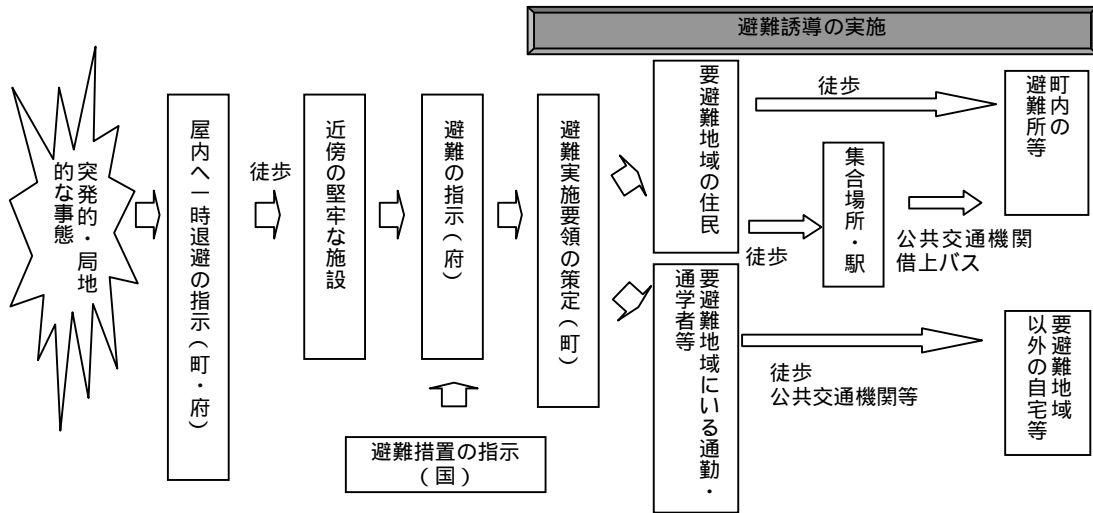 避難誘導の実施
突発的・局地
的な事態
屋内へ一時退避の指示(町・府)
徒歩
近傍の堅牢な施設
避難の指示(府)
避難措置の指示
(国)
避難実施要領の策定(町)
要避難地域の住民
徒歩
町内の
避難所等
徒歩
集合場所・駅
公共交通機関
借上バス
要避難地域にいる通勤・
通学者等
徒歩
公共交通機関等
要避難地域
以外の自宅等